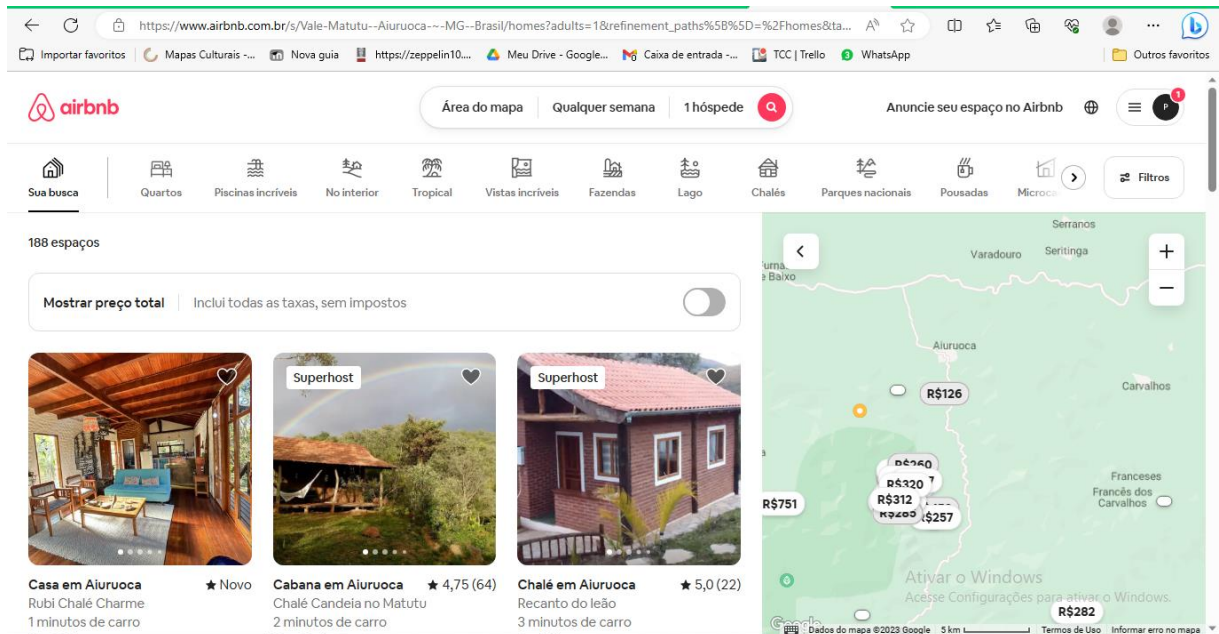 https://www.airbnb.com.br/s/Vale-Matutu--Aiuruoca-~-MG--Brasil/homes?adults=1&refinement_paths%5B%5D=%2Fhomes&ta...
Importar favoritos Mapas Culturais -... Nova guia https://zeppelin10.... Meu Drive - Google... Caixa de entrada -... TCC | Trello WhatsApp Outros favoritos
airbnb Área do mapa Qualquer semana 1 hóspede Anuncie seu espaço no Airbnb P 1
Sua busca Quartos Piscinas incríveis No interior Tropical Vistas incríveis Fazendas Lago Chalés Parques nacionais Pousadas Microca Filtros
188 espaços
Mostrar preço total Inclui todas as taxas, sem impostos
Superhost
Superhost
Casa em Aiuruoca ★ Novo
Rubi Chalé Charme
1 minutos de carro
Cabana em Aiuruoca ★ 4,75 (64)
Chalé Candeia no Matutu
2 minutos de carro
Chalé em Aiuruoca ★ 5,0 (22)
Recanto do leão
3 minutos de carro
Serranos
Varadouro
Seritinga
e Baixo
Aiuruoca
Carvalhos
R$126
R$260
R$320
R$312
R$751
R$285
R$257
Franceses
Francês dos
Carvalhos
Ativar o Windows
Acesse Configurações para ativar o Windows.
R$282
Google Dados do mapa ©2023 Google 5 km Termos de Uso Informar erro no mapa